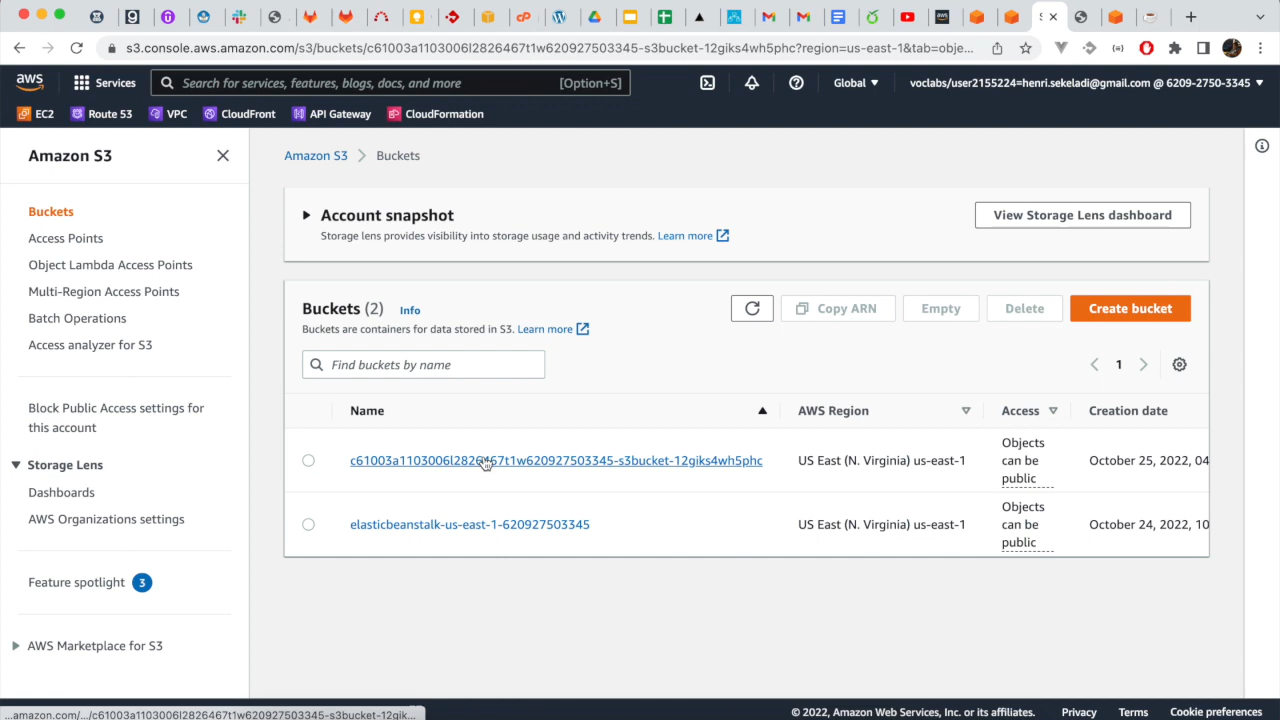 s3.console.aws.amazon.com/s3/buckets/c61003a1103006l2826467t1w620927503345-s3bucket-12giks4wh5phc?region=us-east-1&tab=obje...
aws
Services
Search for services, features, blogs, docs, and more
[Option+S]
Global
voclabs/user2155224=henri.sekeladi@gmail.com @ 6209-2750-3345
EC2
Route 53
VPC
CloudFront
API Gateway
CloudFormation
Amazon S3
Buckets
Access Points
Object Lambda Access Points
Multi-Region Access Points
Batch Operations
Access analyzer for S3
Block Public Access settings for
this account
Storage Lens
Dashboards
AWS Organizations settings
Feature spotlight 3
AWS Marketplace for S3
Amazon S3 > Buckets
Account snapshot
View Storage Lens dashboard
Storage lens provides visibility into storage usage and activity trends. Learn more
Buckets (2) Info
Buckets are containers for data stored in S3. Learn more
Copy ARN
Empty
Delete
Create bucket
Find buckets by name
1
Name
AWS Region
Access
Creation date
c61003a1103006l2826467t1w620927503345-s3bucket-12giks4wh5phc
US East (N. Virginia) us-east-1
Objects
can be
public
October 25, 2022, 04
elasticbeanstalk-us-east-1-620927503345
US East (N. Virginia) us-east-1
Objects
can be
public
October 24, 2022, 10
...amazon.com/.../c61003a1103006l2826467t1w620927503345-s3bucket-12gik...
© 2022, Amazon Web Services, Inc. or its affiliates.
Privacy
Terms
Cookie preferences